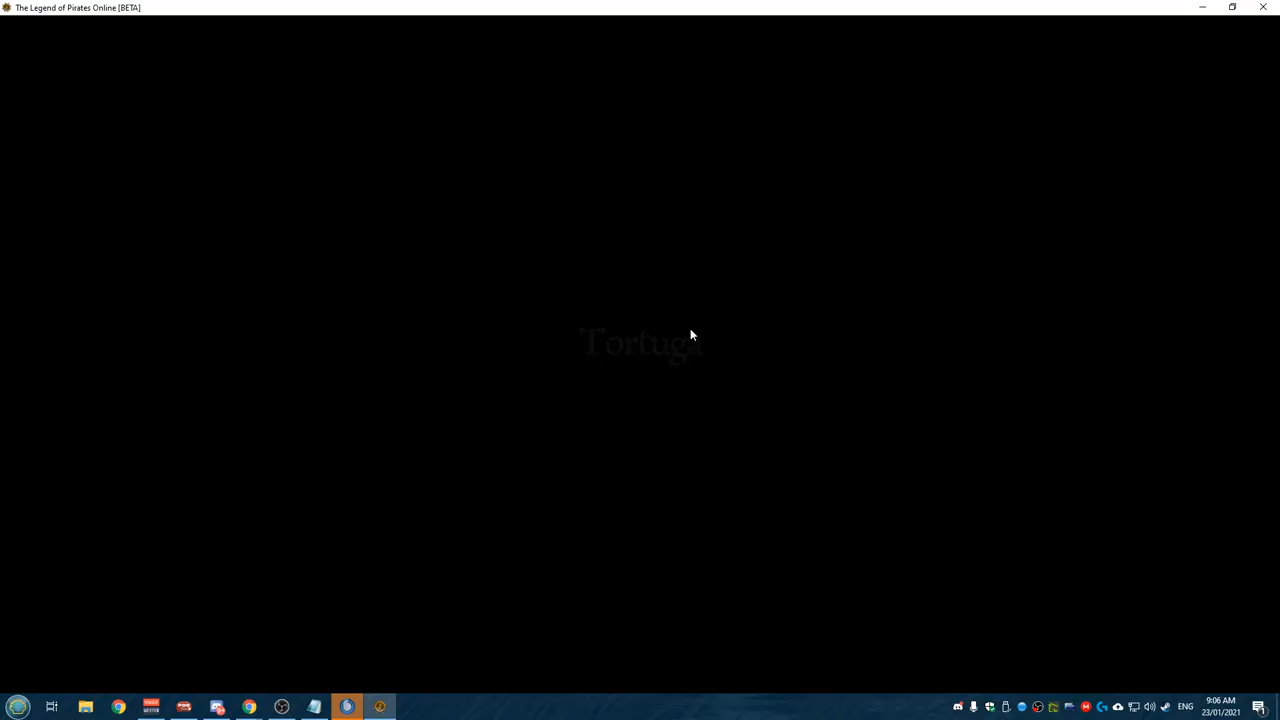 The Legend of Pirates Online [BETA]
Tortuga
ENG
9:06 AM
23/01/2021